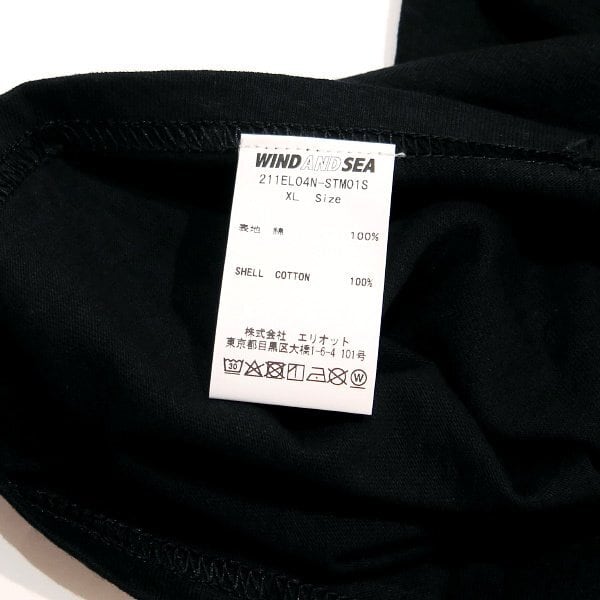 WIND AND SEA
211EL04N-STM01S
XL Size
表地 綿 100%
SHELL COTTON 100%
株式会社 エリオット
東京都目黒区大橋1-6-4 101号
30 W